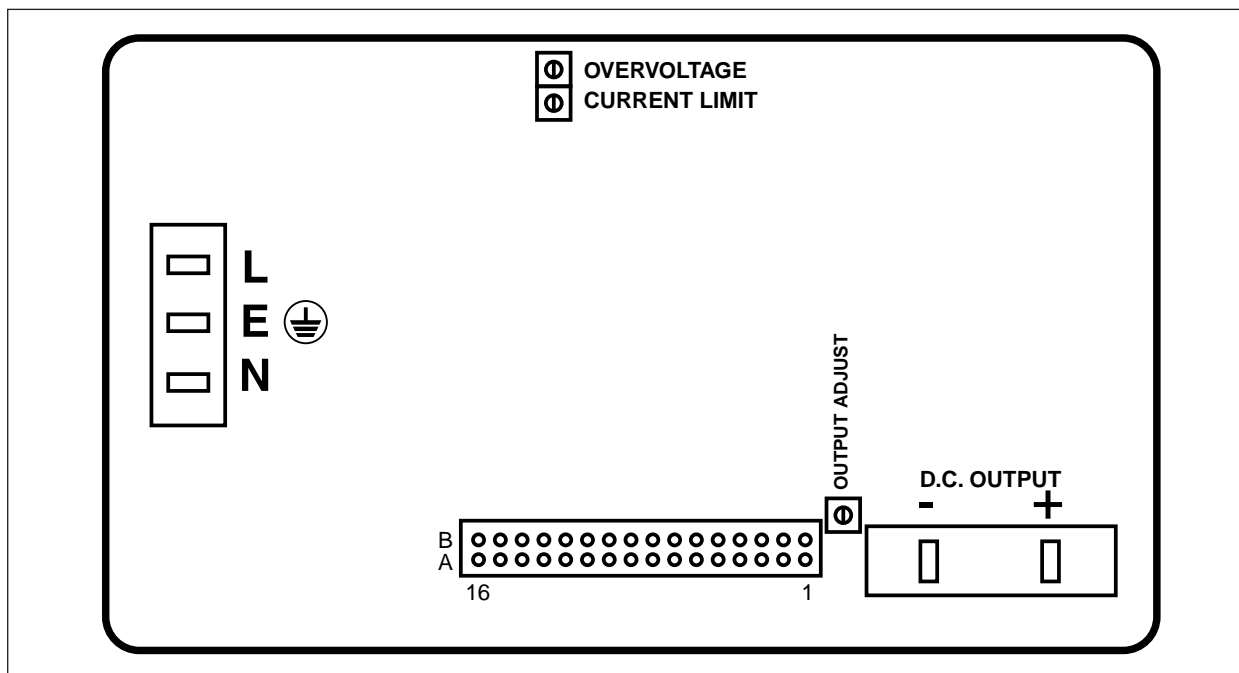 OVERVOLTAGE
CURRENT LIMIT
L
E
N
OUTPUT ADJUST
D.C. OUTPUT
- +
B
A
16 1